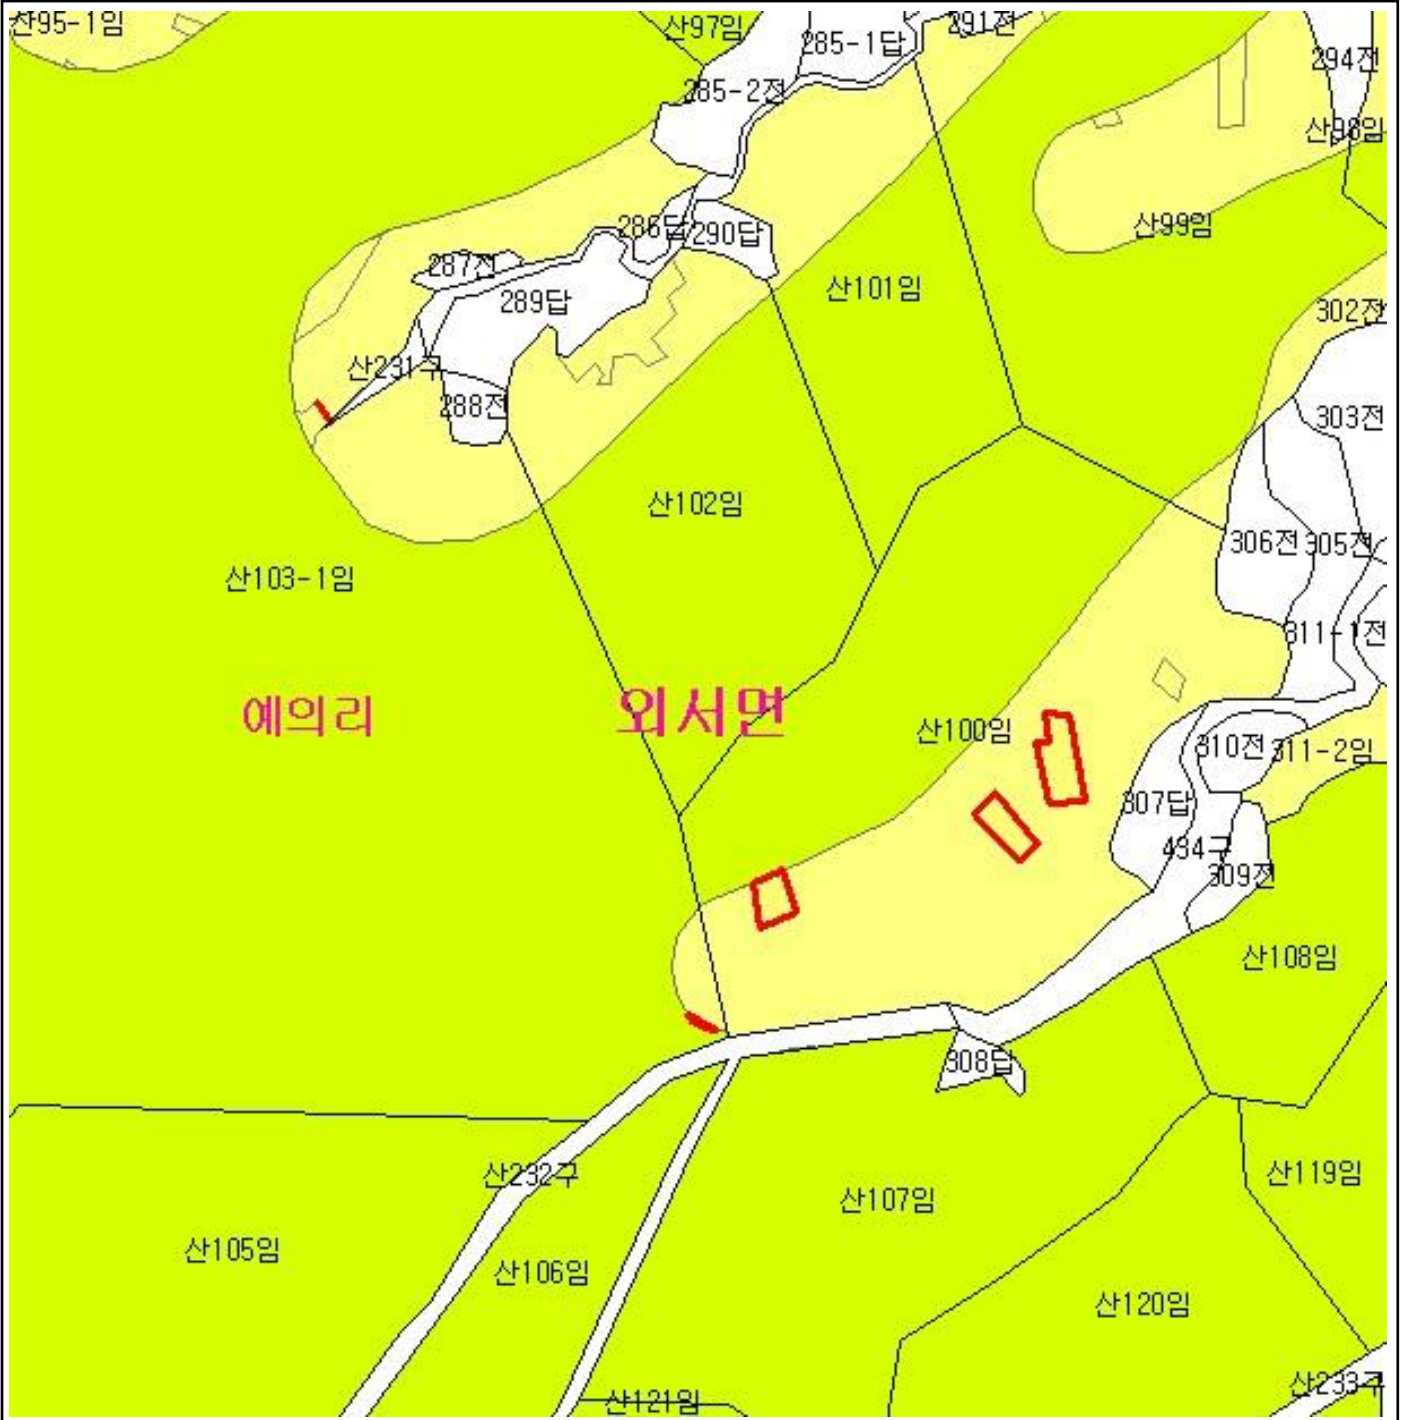 산95-1임
산97임
285-1답
291전
294전
285-2전
산98임
286답
290답
산99임
287전
289답
산101임
302전
산231구
288전
303전
산102임
306전
305전
산103-1임
311-1전
예의리
외서면
산100임
310전
311-2임
307답
434구
309전
산108임
308답
산232구
산107임
산119임
산105임
산106임
산120임
산233구
산121임